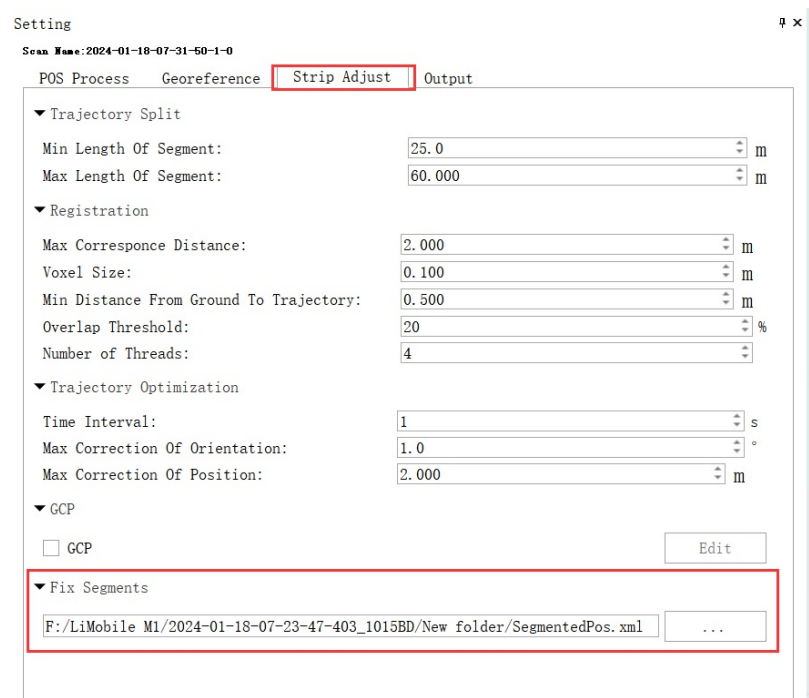 Setting
Scan Name:2024-01-18-07-31-50-1-0
POS Process Georeference Strip Adjust Output
Trajectory Split
Min Length Of Segment: 25.0 m
Max Length Of Segment: 60.000 m
Registration
Max Corresponce Distance: 2.000 m
Voxel Size: 0.100 m
Min Distance From Ground To Trajectory: 0.500 m
Overlap Threshold: 20 %
Number of Threads: 4
Trajectory Optimization
Time Interval: 1 s
Max Correction Of Orientation: 1.0 °
Max Correction Of Position: 2.000 m
GCP
GCP Edit
Fix Segments
F:/LiMobile M1/2024-01-18-07-23-47-403_1015BD/New folder/SegmentedPos.xml ...